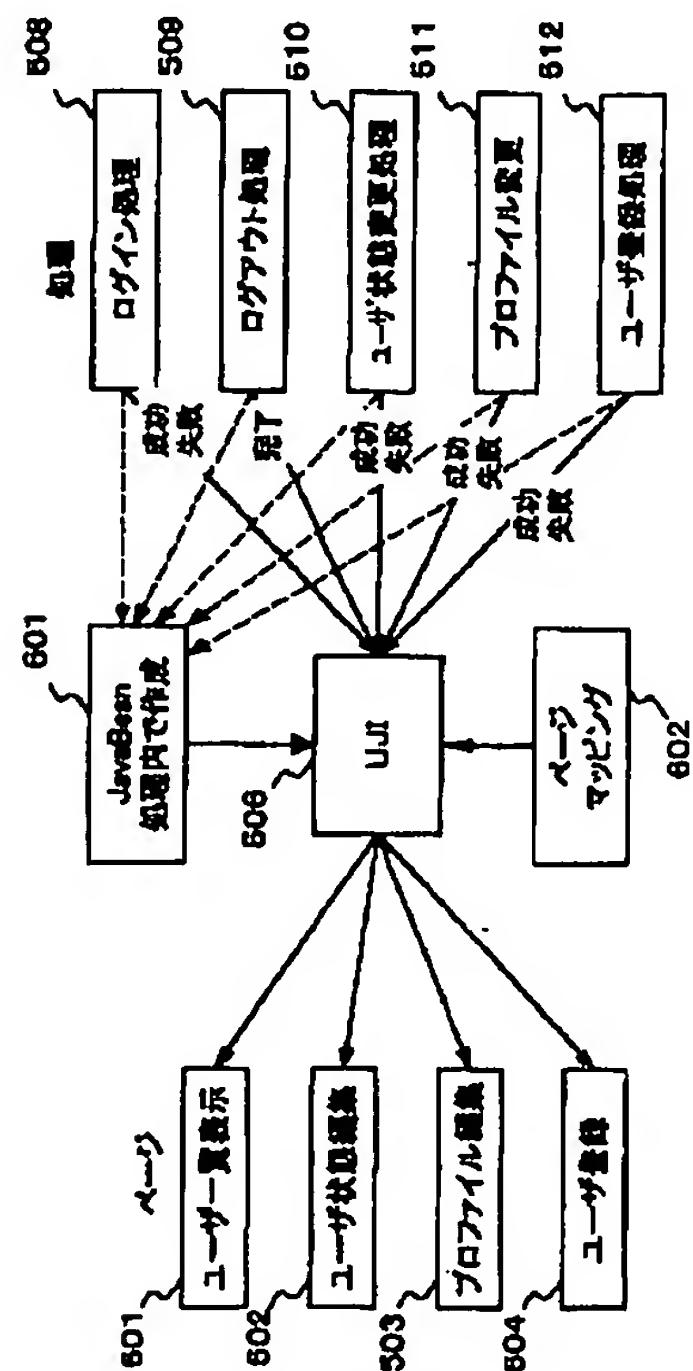 処理
508
ログイン処理
509
ログアウト処理
510
ユーザ状態変更処理
511
プロファイル変更
512
ユーザ登録処理
成功
失敗
完了
成功
失敗
成功
失敗
成功
失敗
601
JavaBean
処理内で作成
506
UJI
ページ
マッピング
602
ページ
501
ユーザ一覧表示
502
ユーザ状態編集
503
プロファイル編集
504
ユーザ登録